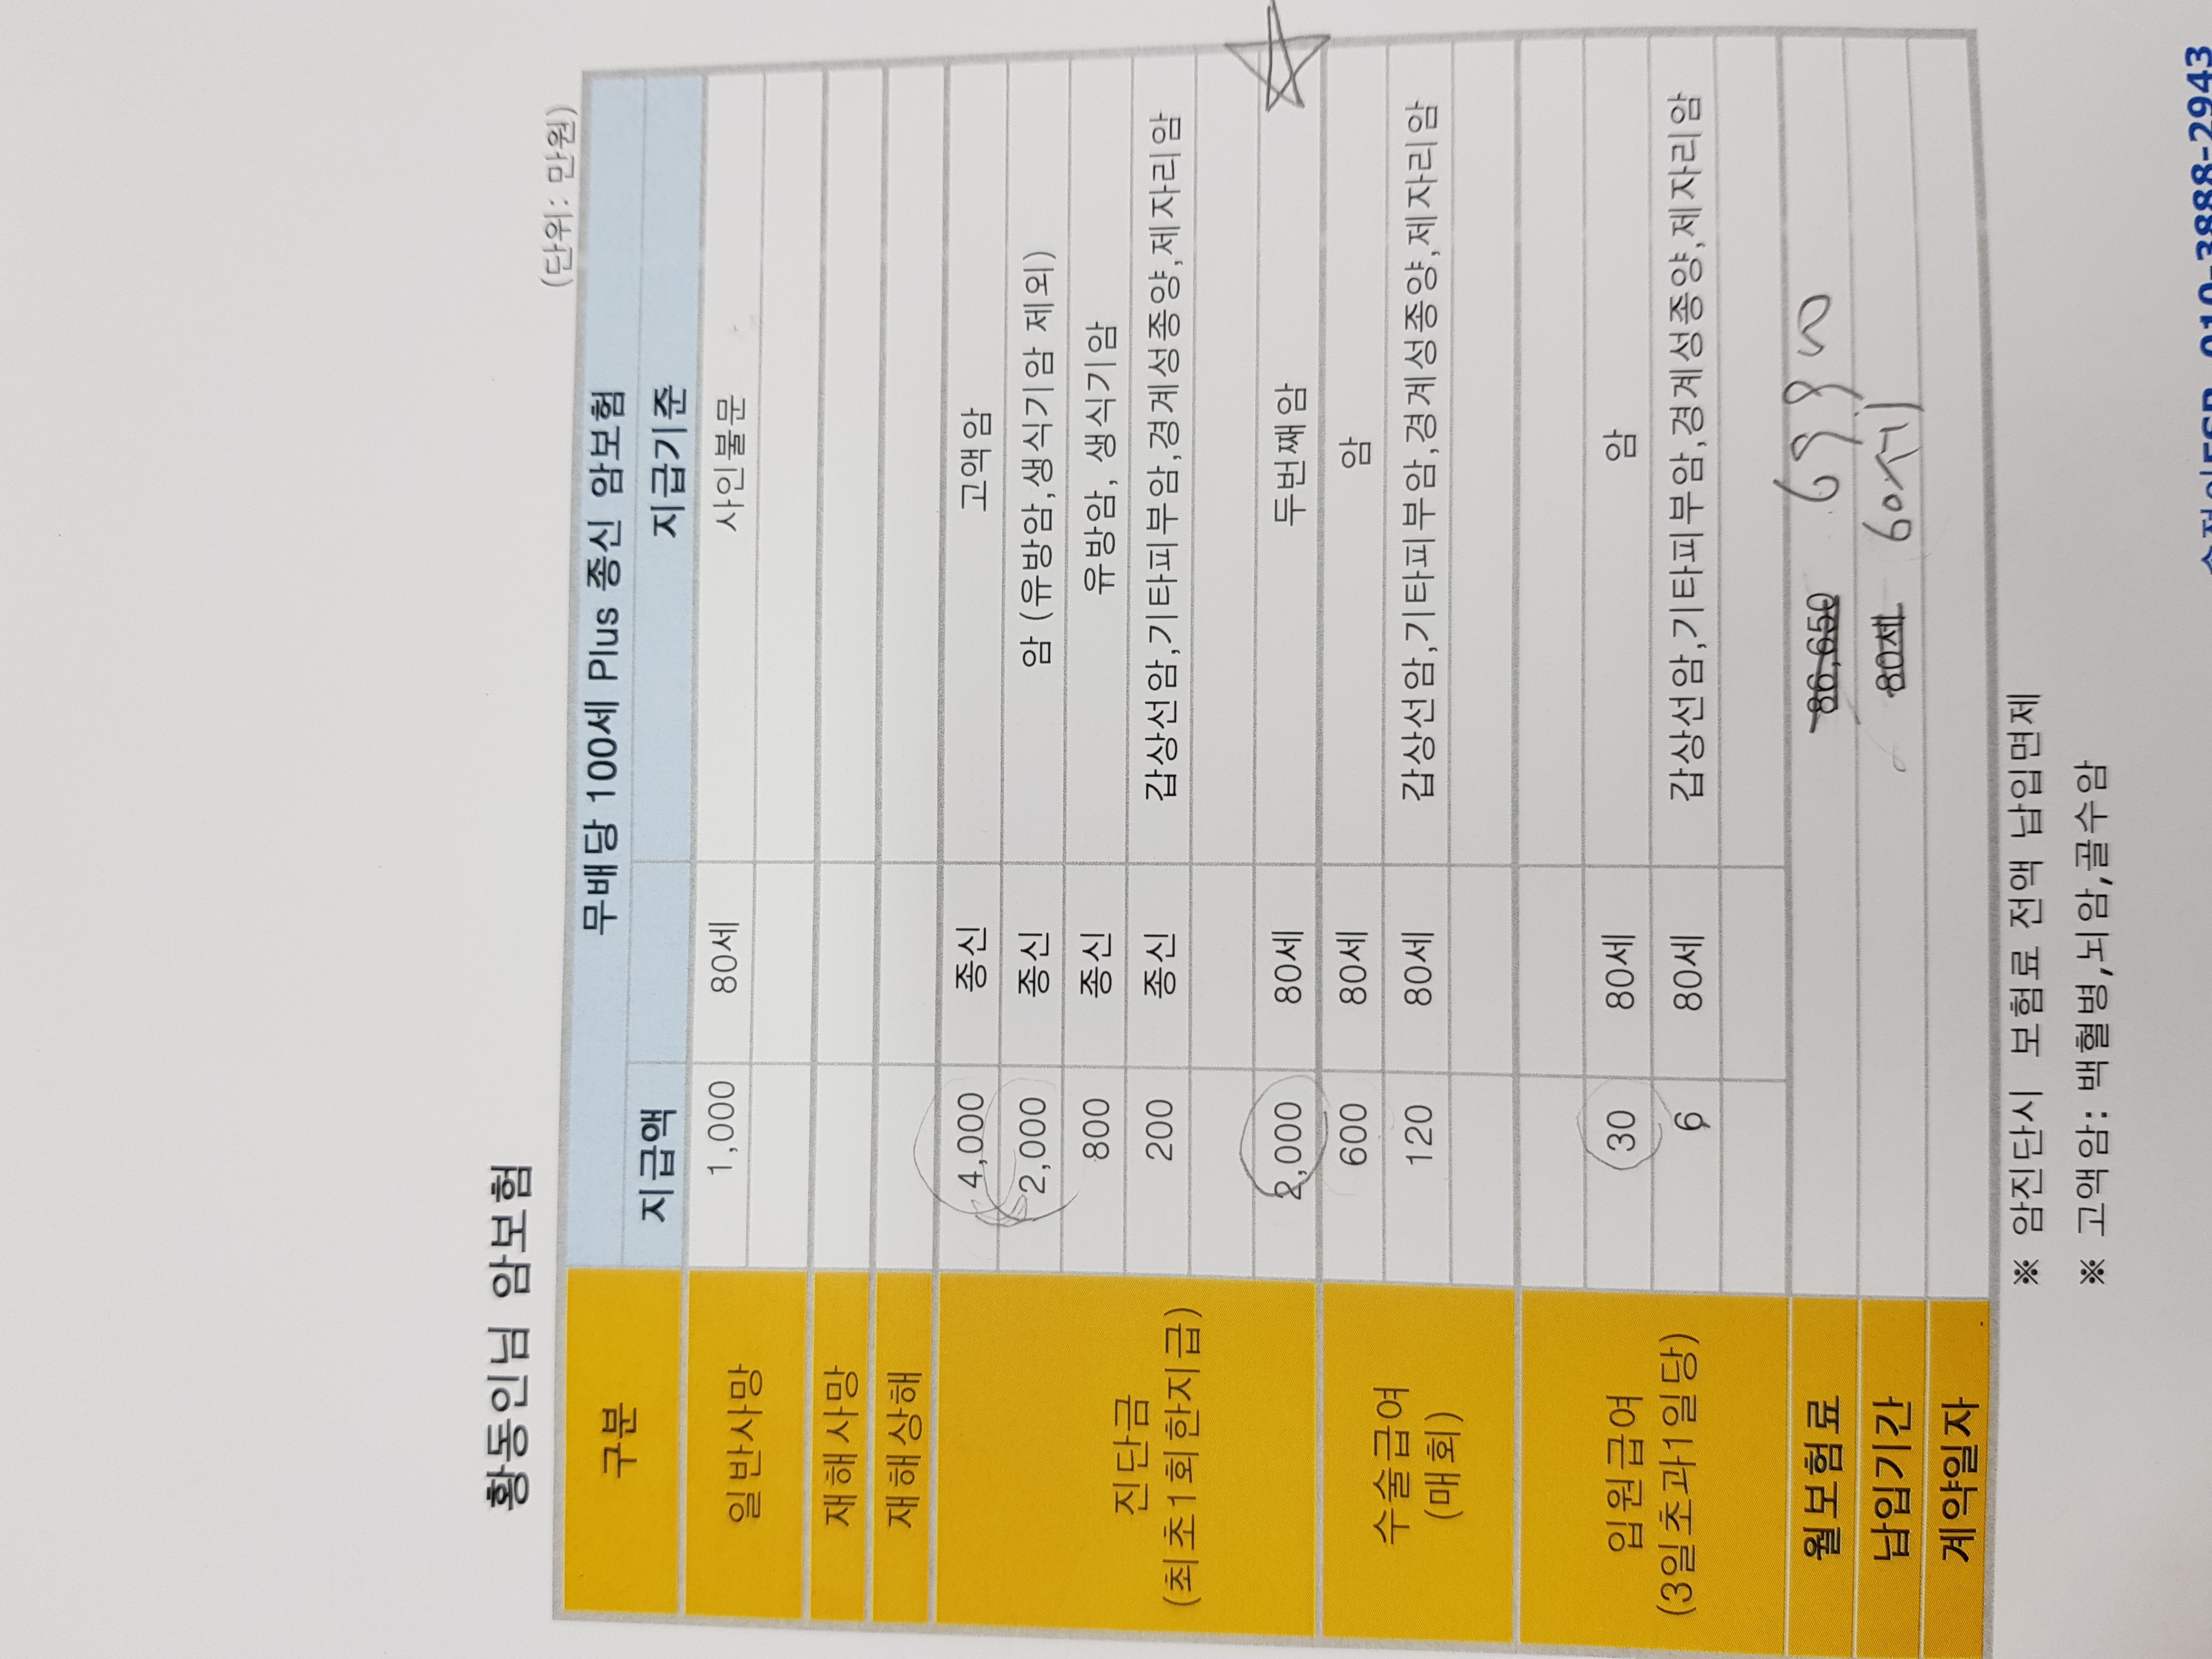 황동인님 암보험
(단위: 만원)
구분 무배당 100세 Plus 종신 암보험
지급액 지급기준
일반사망 1,000 80세 사인불문
재해사망
재해상해
진단금
(최초1회한지급)
4,000 종신 고액암
2,000 종신 암 (유방암,생식기암 제외)
800 종신 유방암, 생식기암
200 종신 갑상선암,기타피부암,경계성종양,제자리암
2,000 80세 두번째암
수술급여
(매회)
600 80세 암
120 80세 갑상선암,기타피부암,경계성종양,제자리암
입원급여
(3일초과1일당)
30 80세 암
6 80세 갑상선암,기타피부암,경계성종양,제자리암
월보험료 86,650
납입기간 80세 60세
계약일자
※ 암진단시 보험료 전액 납입면제
※ 고액암: 백혈병,뇌암,골수암
010-3888-2943